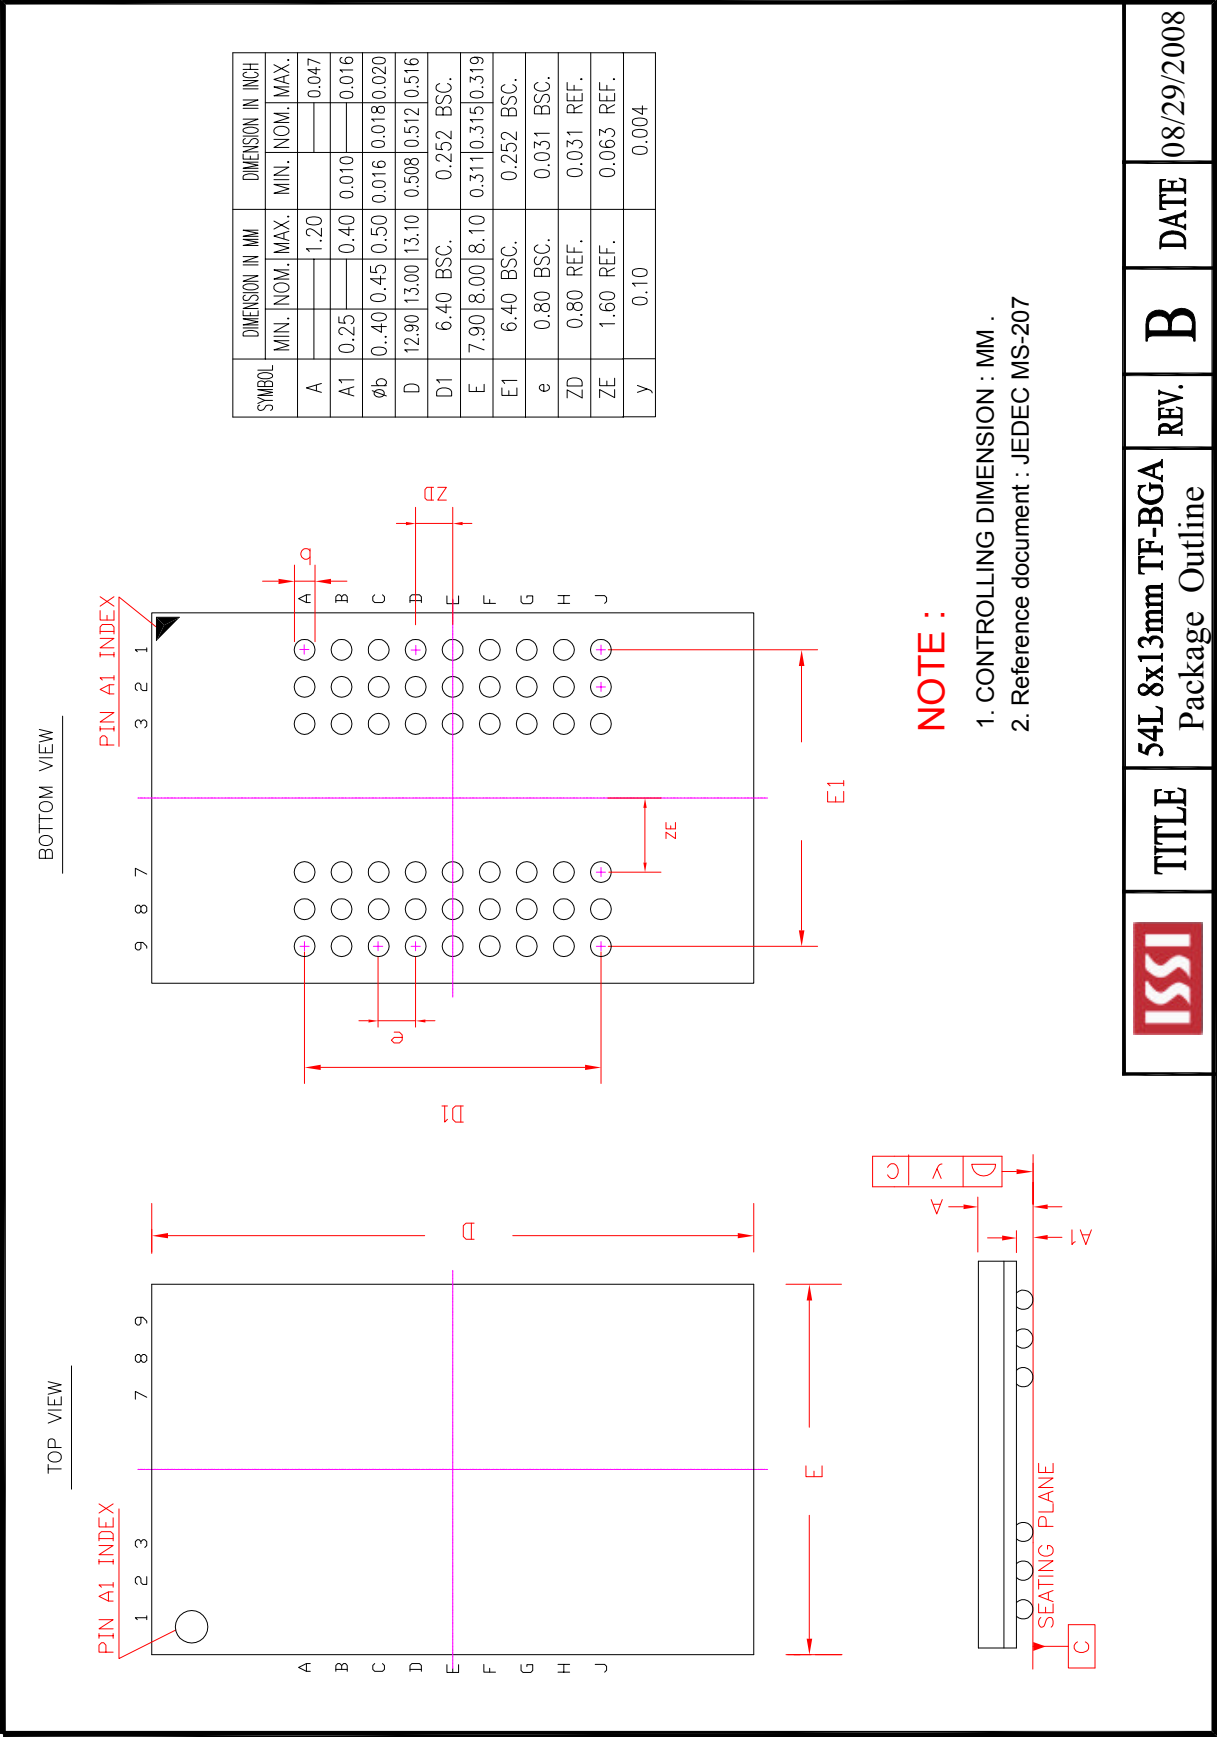 TOP VIEW
PIN A1 INDEX
1 2 3 7 8 9
A
B
C
D
E
F
G
H
J
D
E
BOTTOM VIEW
PIN A1 INDEX
9 8 7 3 2 1
A
B
C
D
E
F
G
H
J
b
ZD
e
D1
ZE
E1
SYMBOL DIMENSION IN MM DIMENSION IN INCH
MIN. NOM. MAX. MIN. NOM. MAX.
A 1.20 0.047
A1 0.25 0.40 0.010 0.016
øb 0..40 0.45 0.50 0.016 0.018 0.020
D 12.90 13.00 13.10 0.508 0.512 0.516
D1 6.40 BSC. 0.252 BSC.
E 7.90 8.00 8.10 0.311 0.315 0.319
E1 6.40 BSC. 0.252 BSC.
e 0.80 BSC. 0.031 BSC.
ZD 0.80 REF. 0.031 REF.
ZE 1.60 REF. 0.063 REF.
y 0.10 0.004
D y C
A
A1
SEATING PLANE
C
NOTE :
1. CONTROLLING DIMENSION : MM .
2. Reference document : JEDEC MS-207
ISSI
TITLE
54L 8x13mm TF-BGA
Package Outline
REV.
B
DATE
08/29/2008